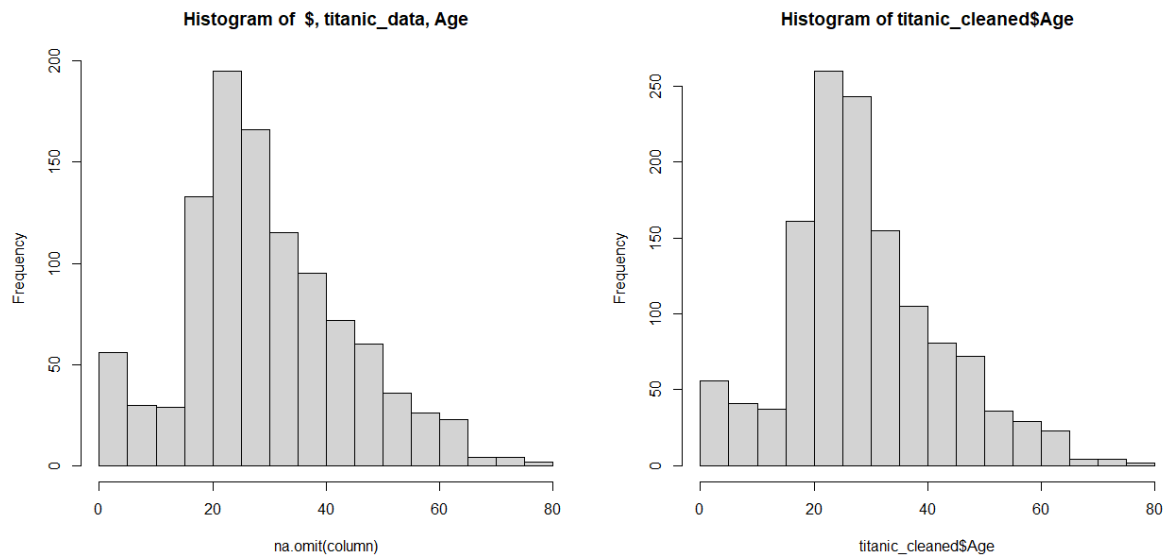 Histogram of  $, titanic_data, Age
Frequency
200
150
100
50
0
0 20 40 60 80
na.omit(column)
Histogram of titanic_cleaned$Age
Frequency
250
200
150
100
50
0
0 20 40 60 80
titanic_cleaned$Age